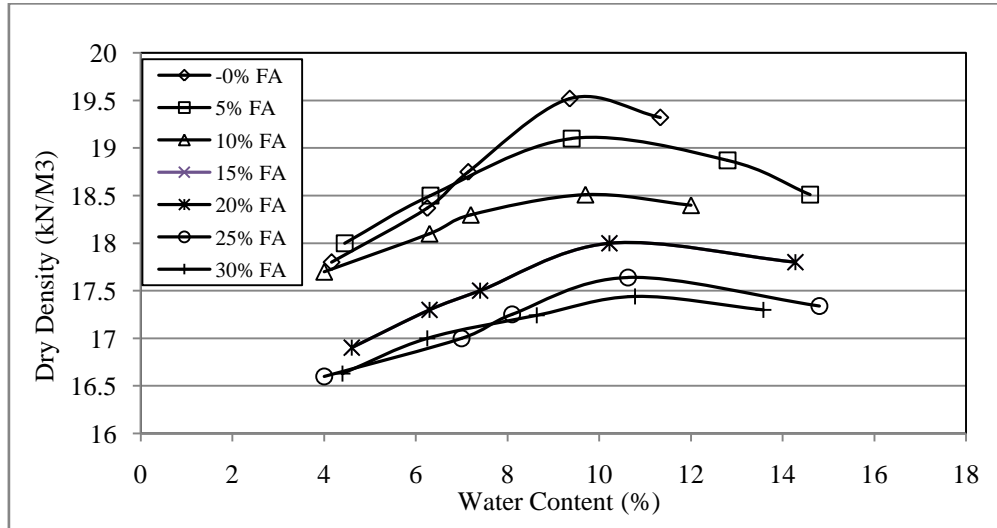 20
19.5
19
18.5
18
17.5
17
16.5
16
Dry Density (kN/M3)
-0% FA
5% FA
10% FA
15% FA
20% FA
25% FA
30% FA
0 2 4 6 8 10 12 14 16 18
Water Content (%)